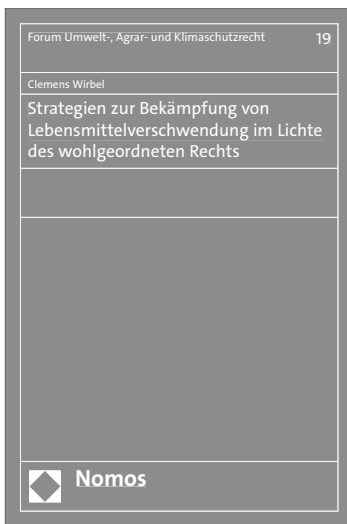 Forum Umwelt-, Agrar- und Klimaschutzrecht 19
Clemens Wirbel
Strategien zur Bekämpfung von
Lebensmittelverschwendung im Lichte
des wohlgeordneten Rechts
Nomos